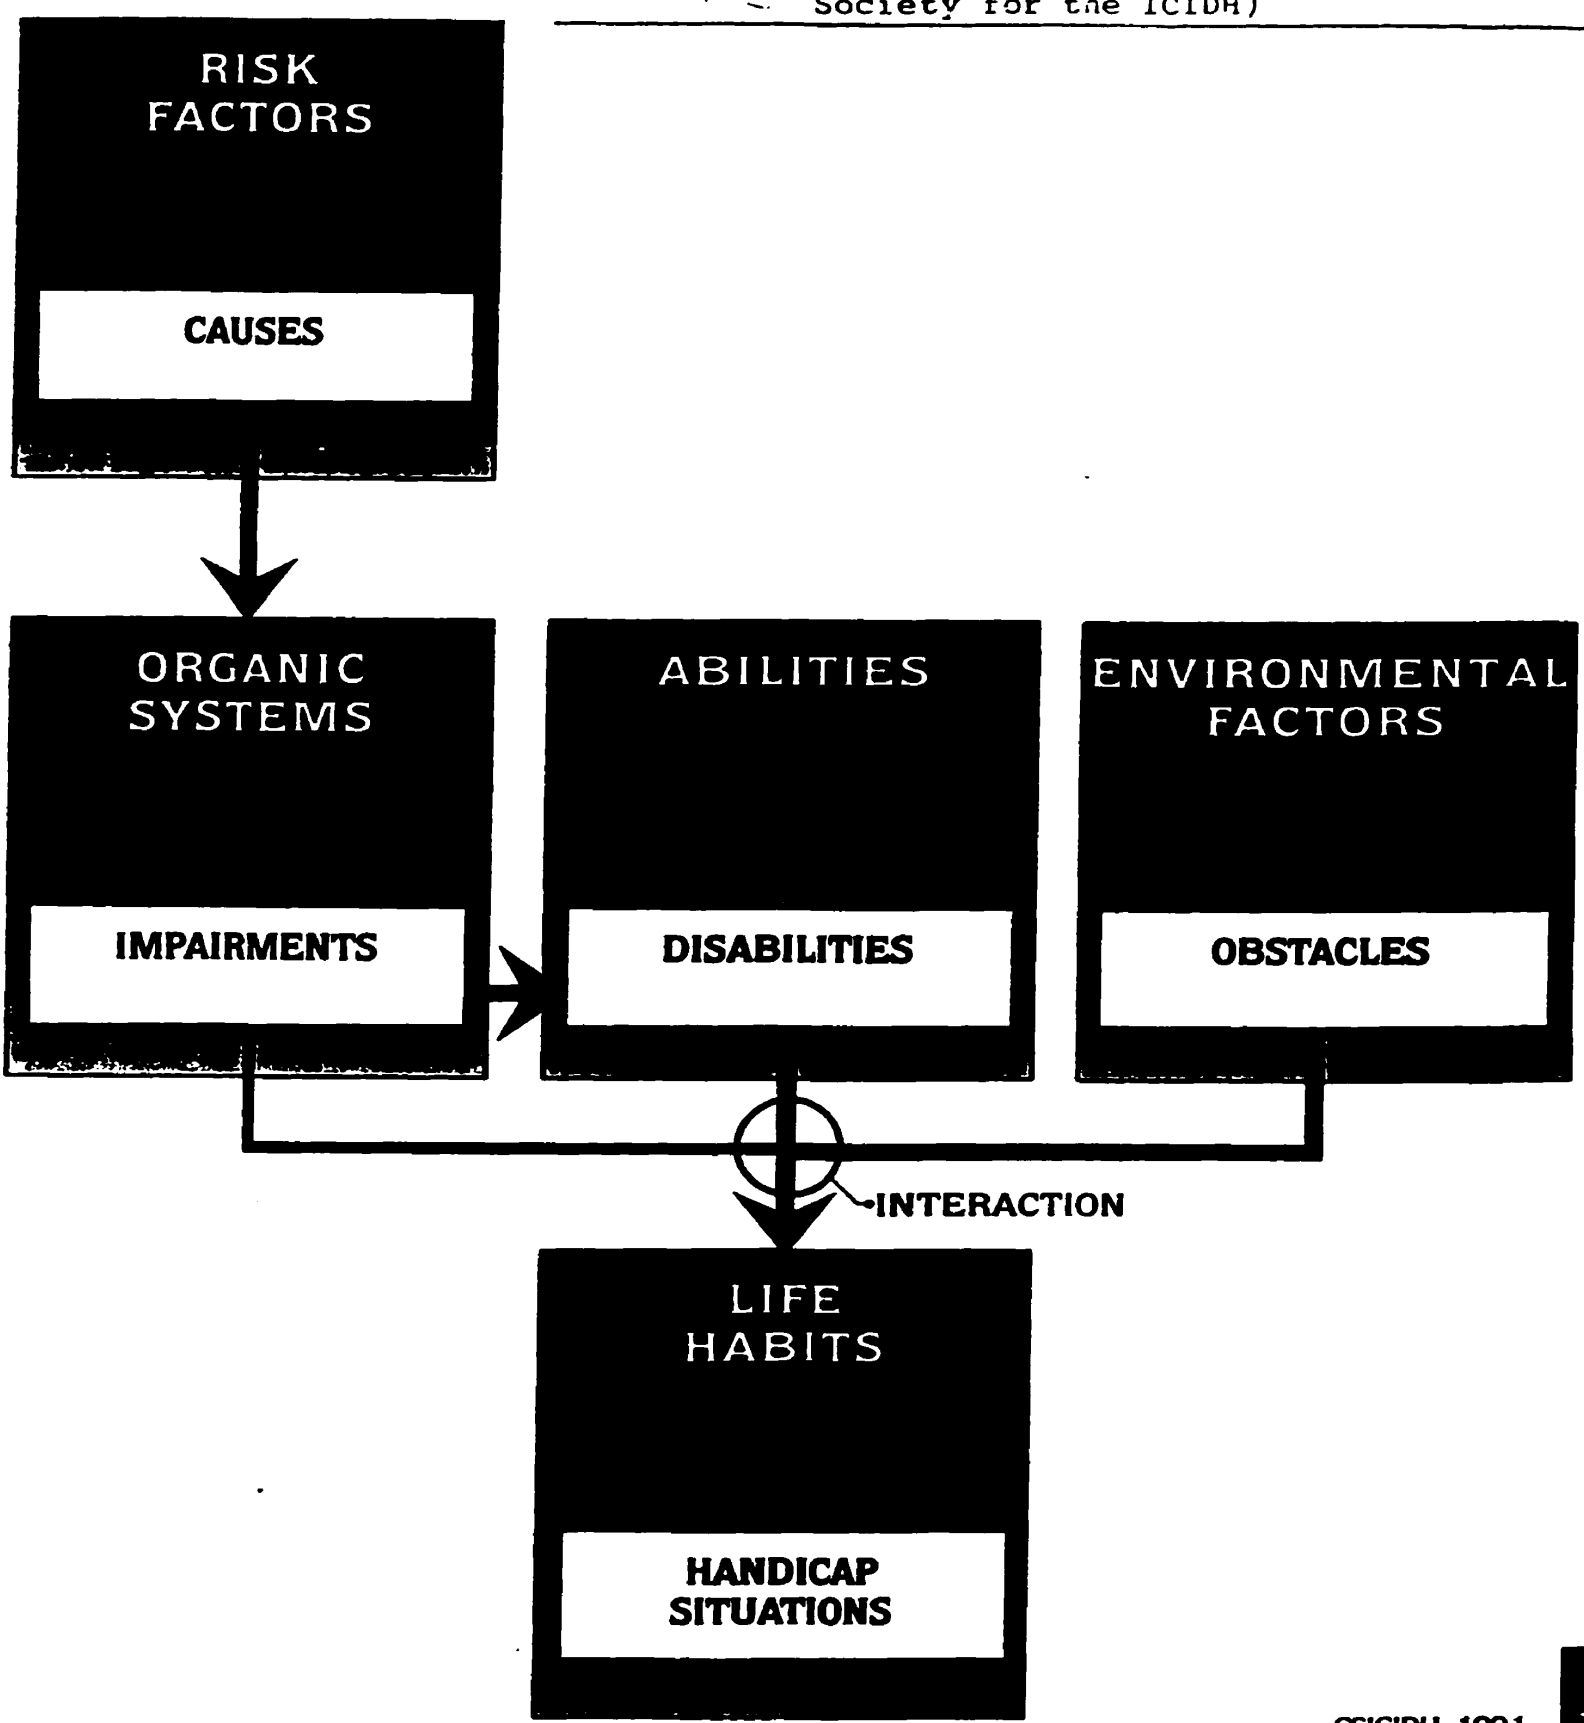 Society for the ICIDH)
RISK
FACTORS
CAUSES
ORGANIC
SYSTEMS
IMPAIRMENTS
ABILITIES
DISABILITIES
ENVIRONMENTAL
FACTORS
OBSTACLES
INTERACTION
LIFE
HABITS
HANDICAP
SITUATIONS